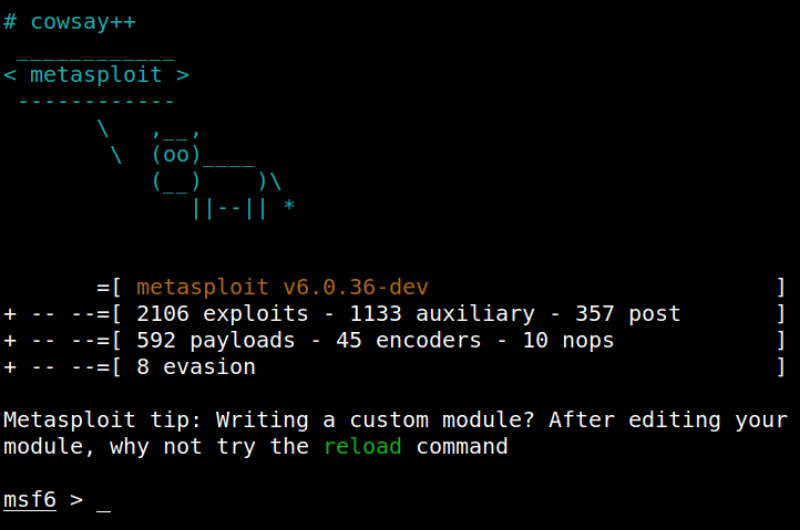 # cowsay++
 ____________
< metasploit >
 ------------
       \   ,__,
        \  (oo)____
           (__)    )\
              ||--|| *
       =[ metasploit v6.0.36-dev                          ]
+ -- --=[ 2106 exploits - 1133 auxiliary - 357 post       ]
+ -- --=[ 592 payloads - 45 encoders - 10 nops            ]
+ -- --=[ 8 evasion                                       ]
Metasploit tip: Writing a custom module? After editing your
module, why not try the reload command
msf6 > _